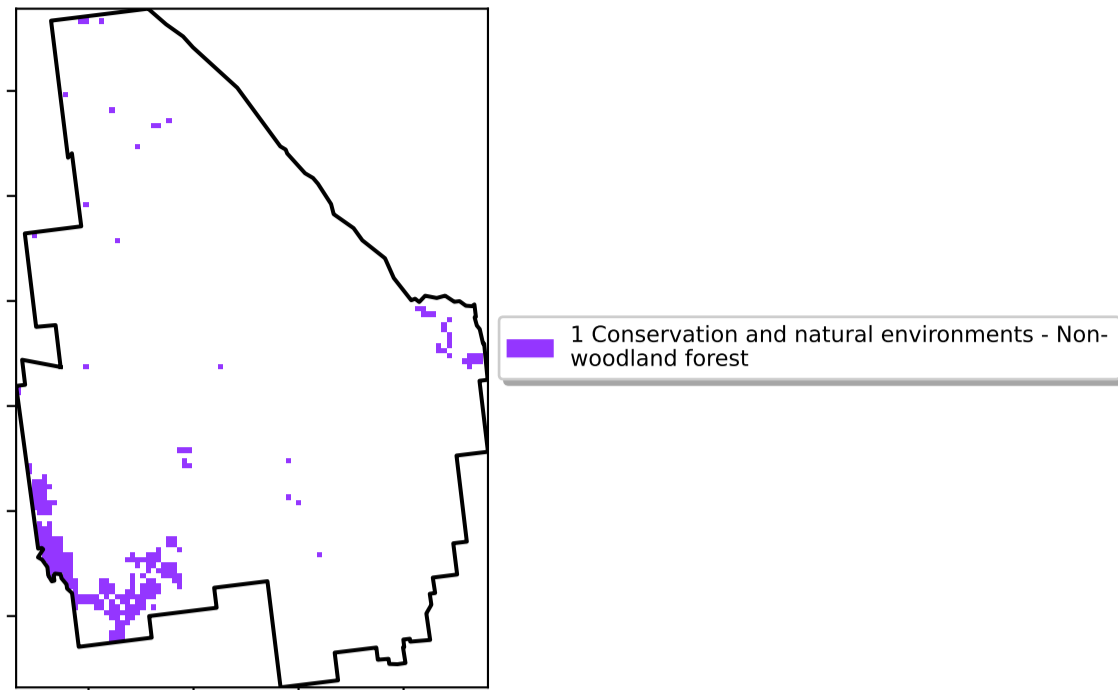 1 Conservation and natural environments - Non-
woodland forest